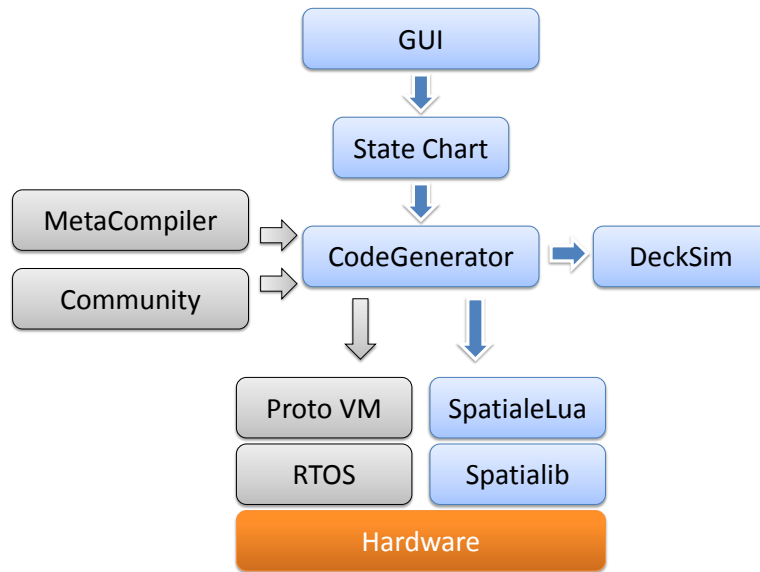 GUI
State Chart
MetaCompiler
CodeGenerator
DeckSim
Community
Proto VM
SpatialeLua
RTOS
Spatialib
Hardware